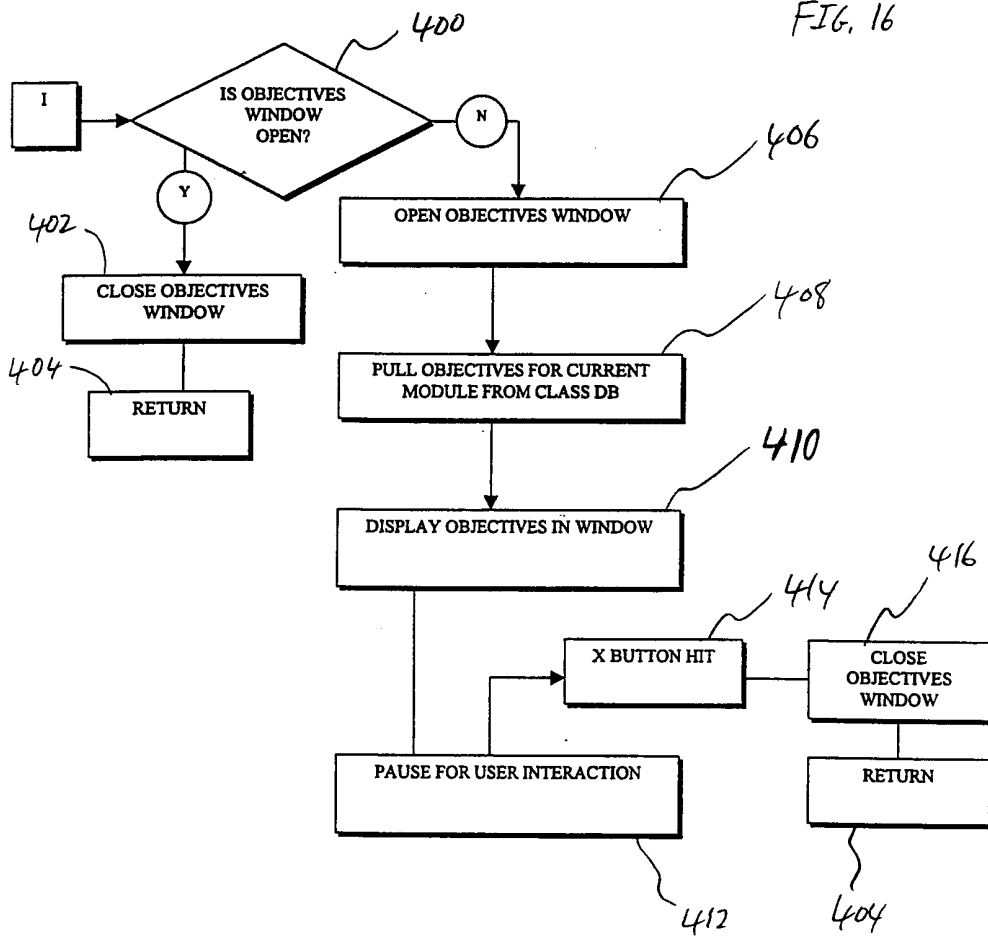 FIG. 16
400
I
IS OBJECTIVES
WINDOW
OPEN?
N
406
Y
OPEN OBJECTIVES WINDOW
402
CLOSE OBJECTIVES
WINDOW
408
404
PULL OBJECTIVES FOR CURRENT
MODULE FROM CLASS DB
RETURN
410
DISPLAY OBJECTIVES IN WINDOW
416
414
X BUTTON HIT
CLOSE
OBJECTIVES
WINDOW
PAUSE FOR USER INTERACTION
RETURN
412
404